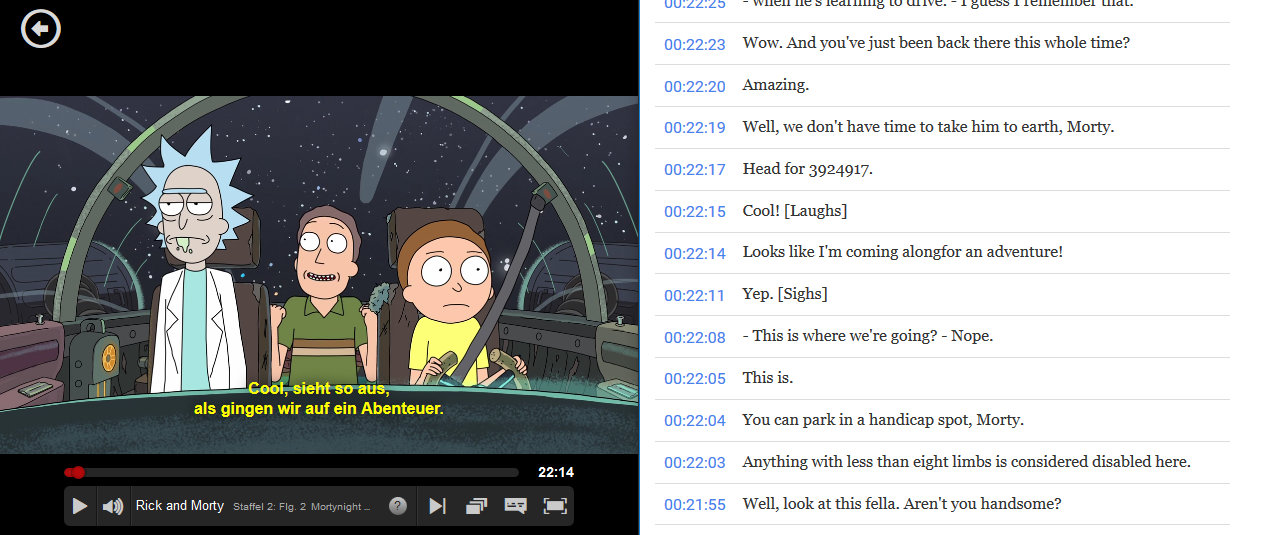 Cool, sieht so aus,
als gingen wir auf ein Abenteuer.
22:14
Rick and Morty Staffel 2: Flg. 2 Mortynight ...
?
00:22:25 - when he's learning to drive. - I guess I remember that.
00:22:23 Wow. And you've just been back there this whole time?
00:22:20 Amazing.
00:22:19 Well, we don't have time to take him to earth, Morty.
00:22:17 Head for 3924917.
00:22:15 Cool! [Laughs]
00:22:14 Looks like I'm coming alongfor an adventure!
00:22:11 Yep. [Sighs]
00:22:08 - This is where we're going? - Nope.
00:22:05 This is.
00:22:04 You can park in a handicap spot, Morty.
00:22:03 Anything with less than eight limbs is considered disabled here.
00:21:55 Well, look at this fella. Aren't you handsome?